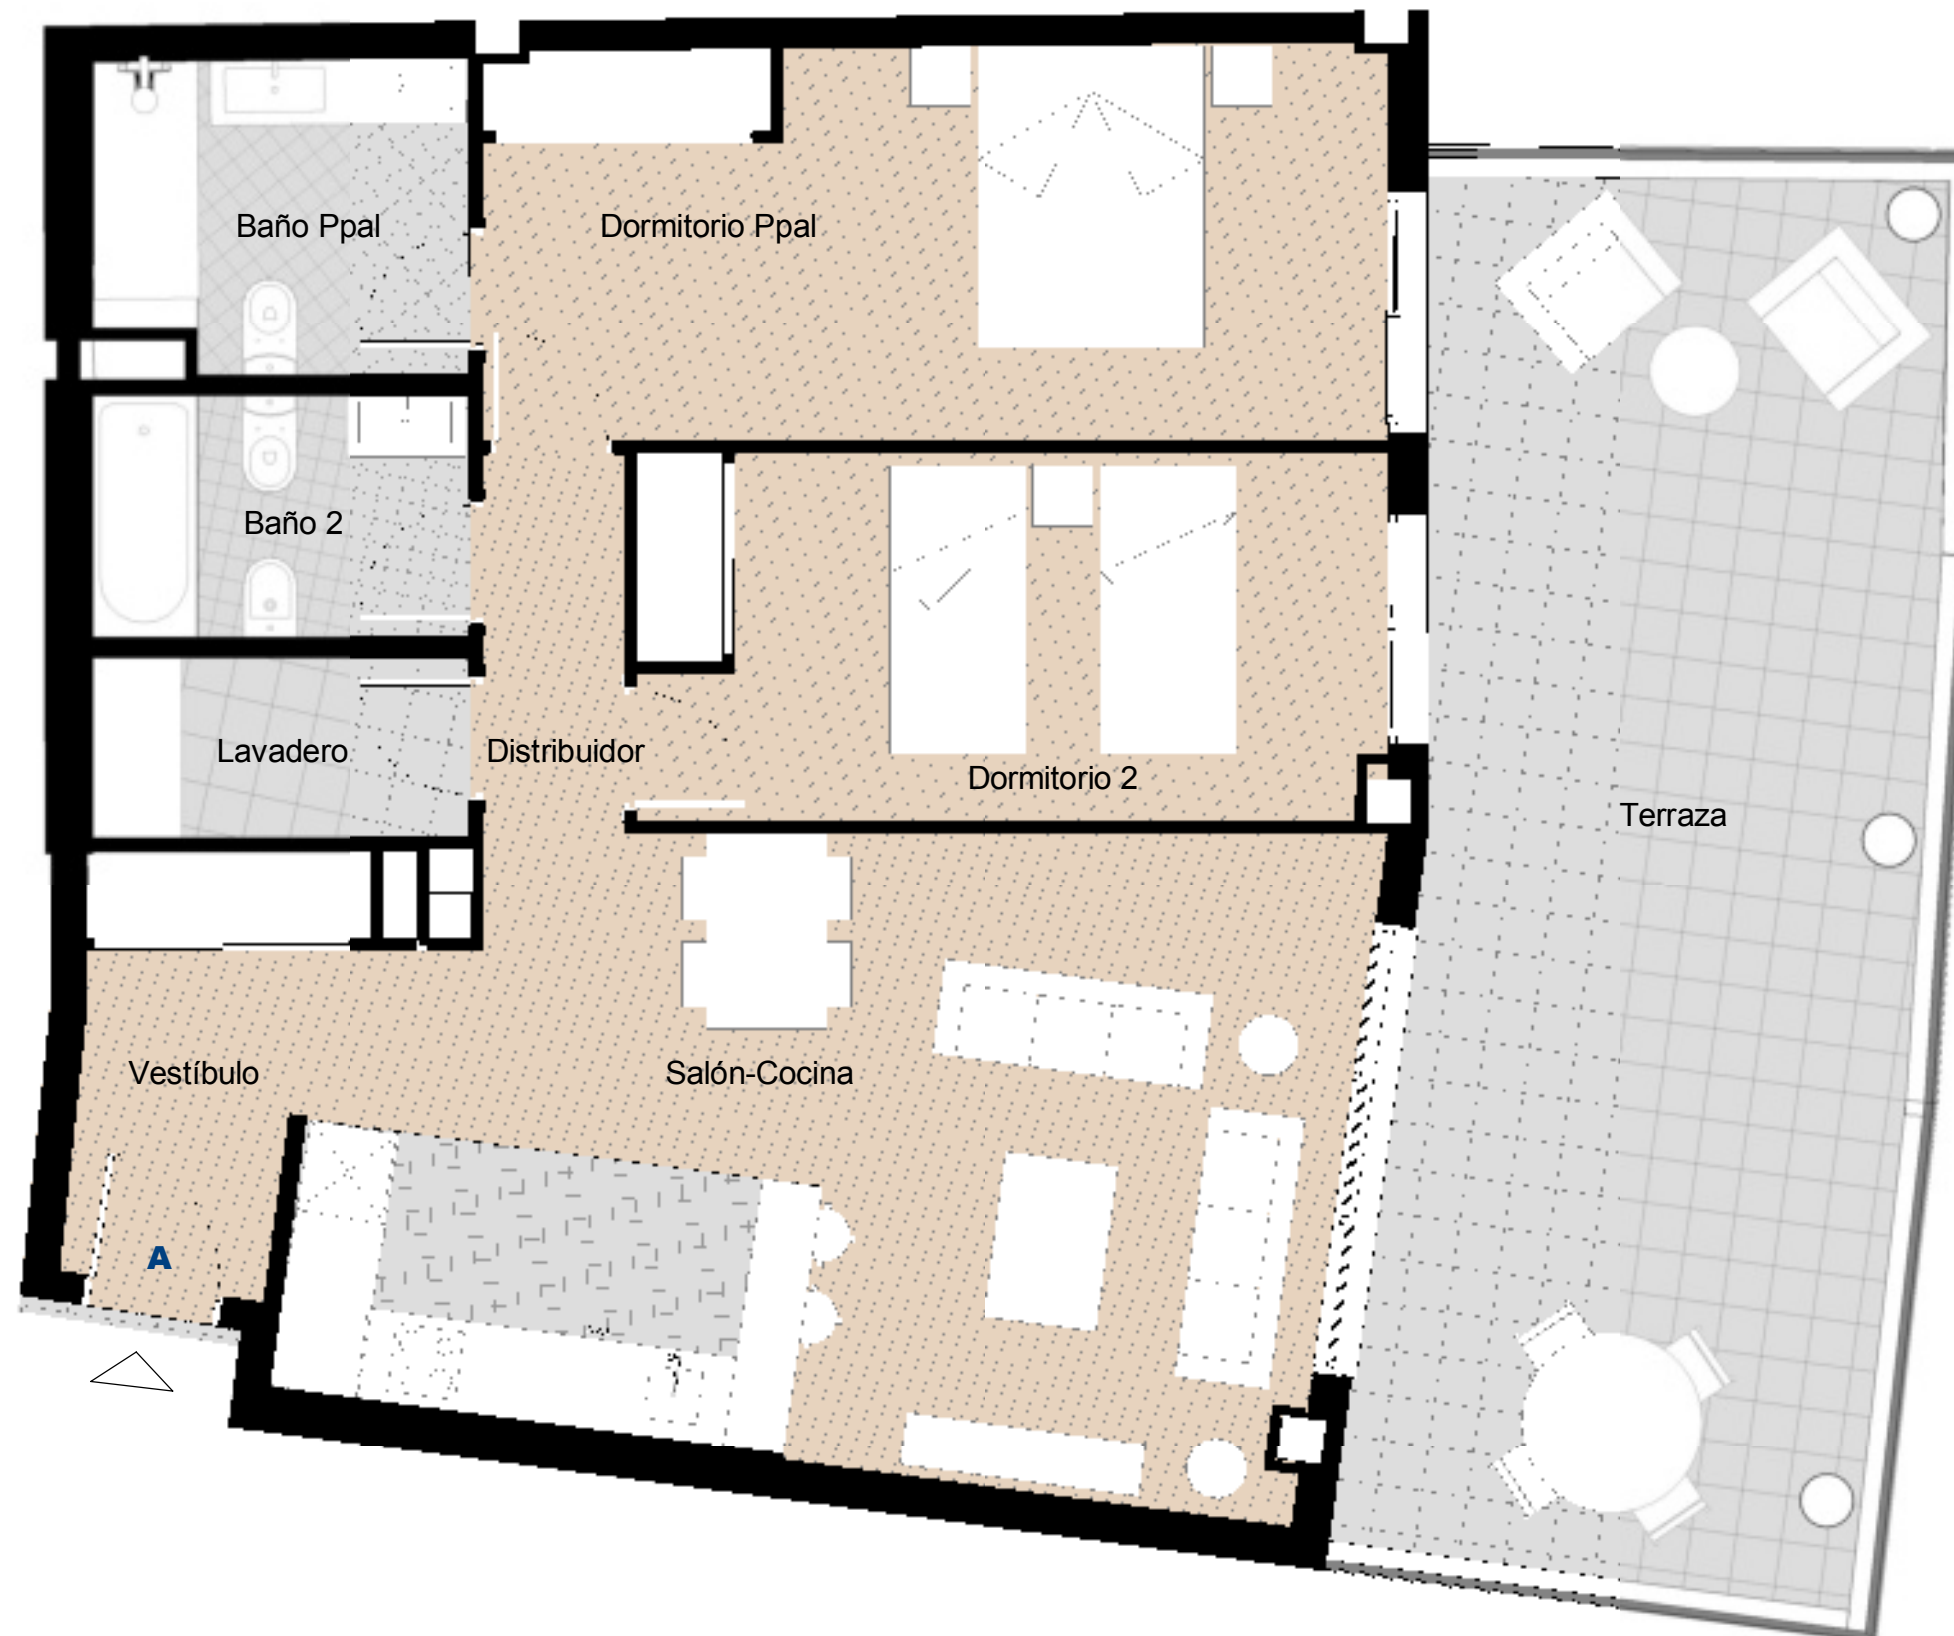 Baño Ppal
Dormitorio Ppal
Baño 2
Lavadero
Distribuidor
Dormitorio 2
Terraza
Vestíbulo
Salón-Cocina
A